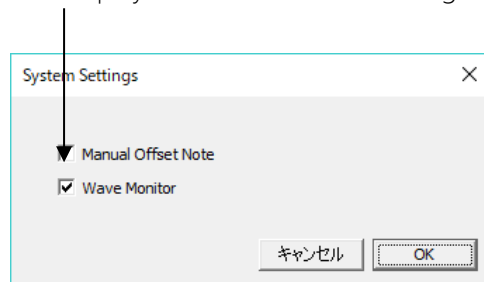 System Settings
Manual Offset Note
Wave Monitor
キャンセル
OK